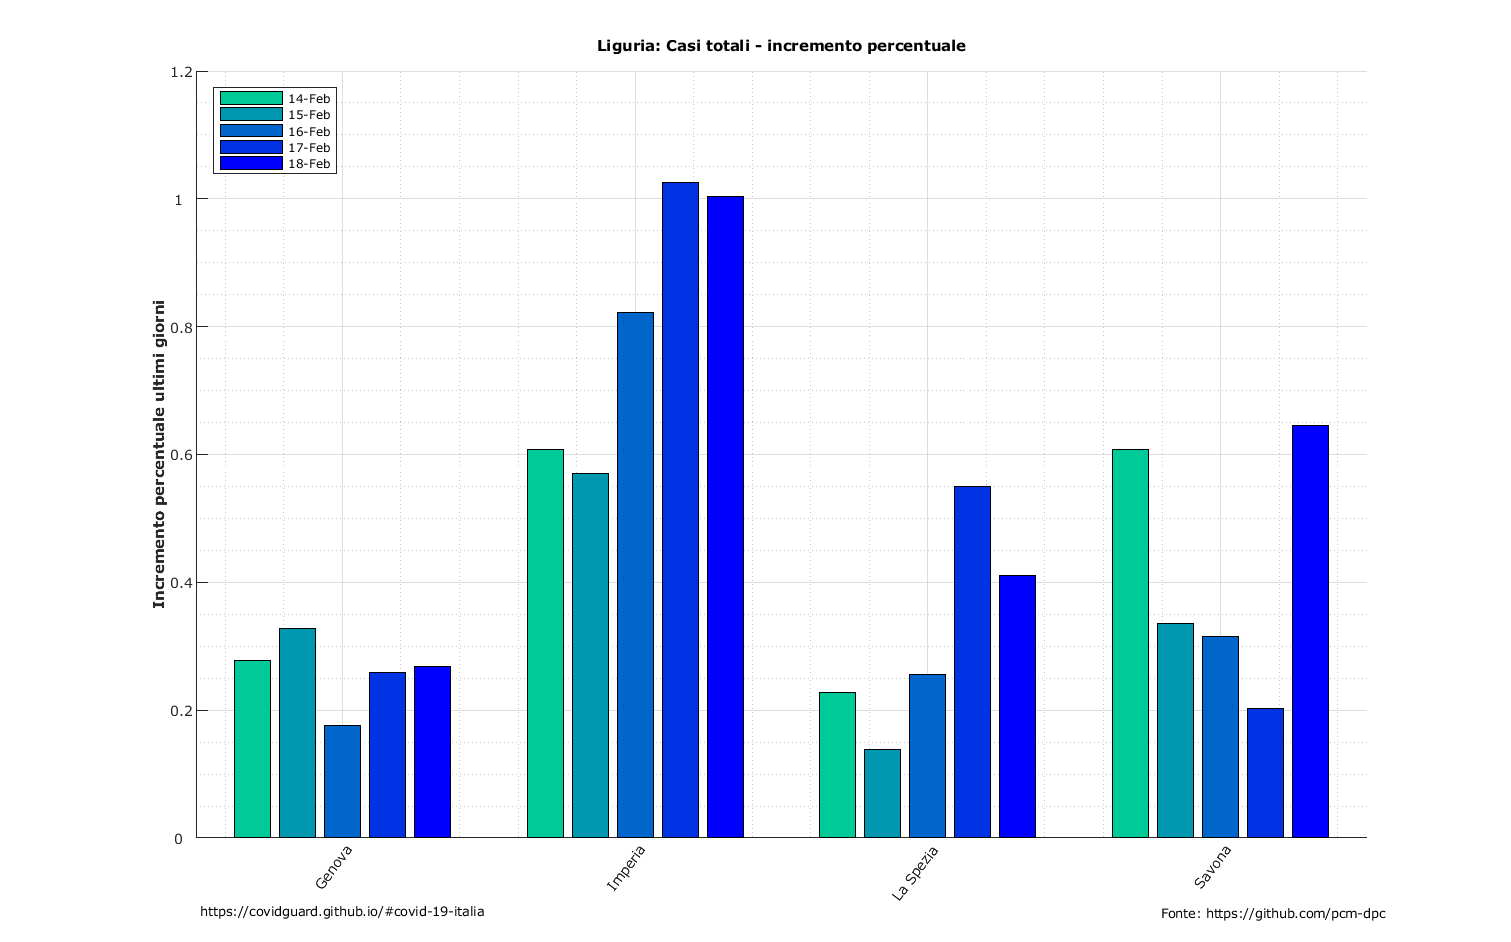 Liguria: Casi totali - incremento percentuale
1.2
1
0.8
0.6
0.4
0.2
0
Incremento percentuale ultimi giorni
14-Feb
15-Feb
16-Feb
17-Feb
18-Feb
Genova
Imperia
La Spezia
Savona
https://covidguard.github.io/#covid-19-italia
Fonte: https://github.com/pcm-dpc